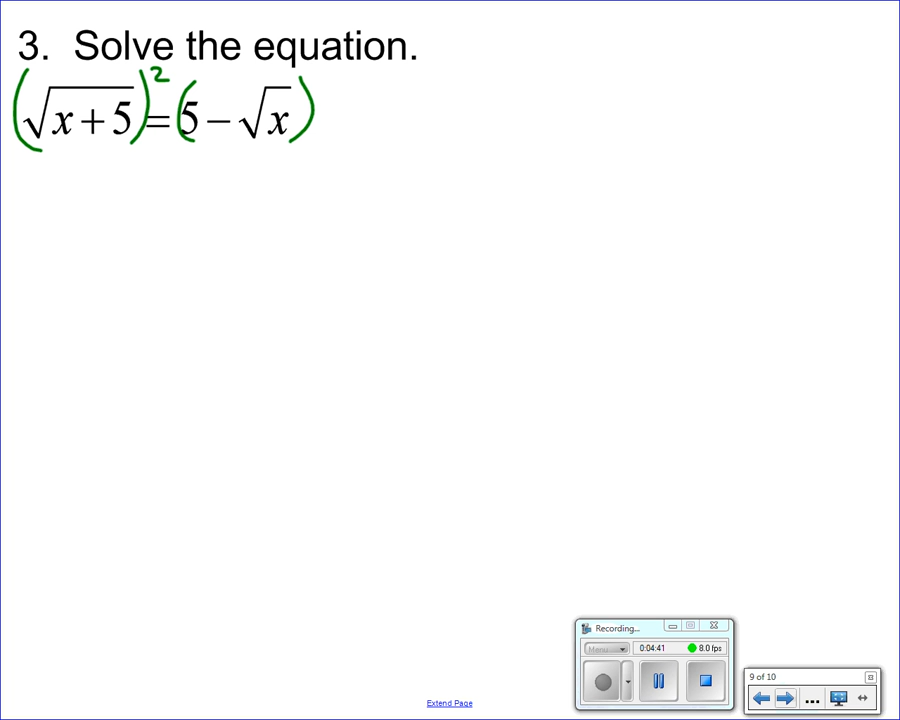 3. Solve the equation.
(√(x + 5))² = (5 − √x)
Recording...
Menu
0:04:41
8.0 fps
9 of 10
...
Extend Page